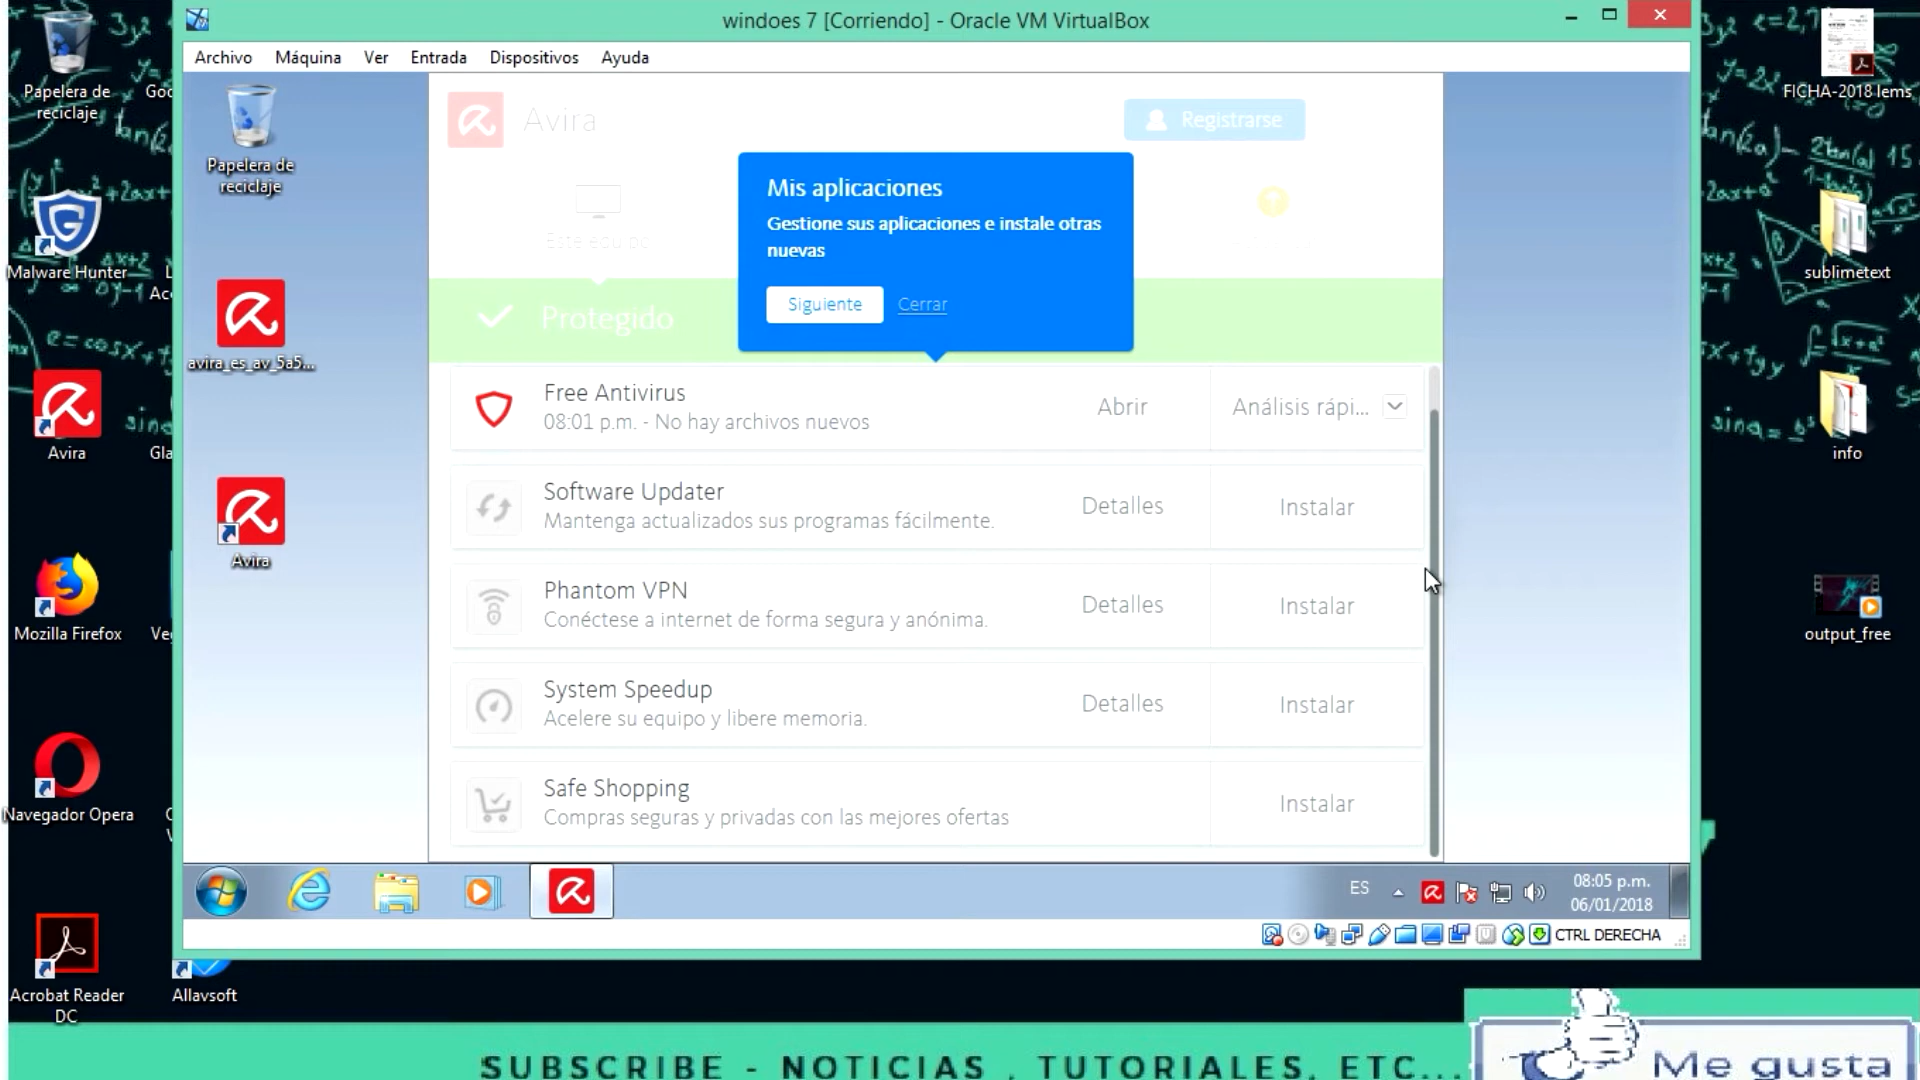 windoes 7 [Corriendo] - Oracle VM VirtualBox
Archivo Máquina Ver Entrada Dispositivos Ayuda
Papelera de
reciclaje
Malware Hunter
Avira
Mozilla Firefox
Navegador Opera
Acrobat Reader
DC
Allavsoft
Papelera de
reciclaje
avira_es_av_5a5...
Avira
Avira
Registrarse
Este equipo
Mis aplicaciones
Gestione sus aplicaciones e instale otras
nuevas
Siguiente Cerrar
Protegido
Free Antivirus
08:01 p.m. - No hay archivos nuevos
Abrir
Análisis rápi...
Software Updater
Mantenga actualizados sus programas fácilmente.
Detalles
Instalar
Phantom VPN
Conéctese a internet de forma segura y anónima.
Detalles
Instalar
System Speedup
Acelere su equipo y libere memoria.
Detalles
Instalar
Safe Shopping
Compras seguras y privadas con las mejores ofertas
Instalar
ES
08:05 p.m.
06/01/2018
CTRL DERECHA
FICHA-2018 lems
sublimetext
info
output_free
SUBSCRIBE - NOTICIAS , TUTORIALES, ETC...
Me gusta